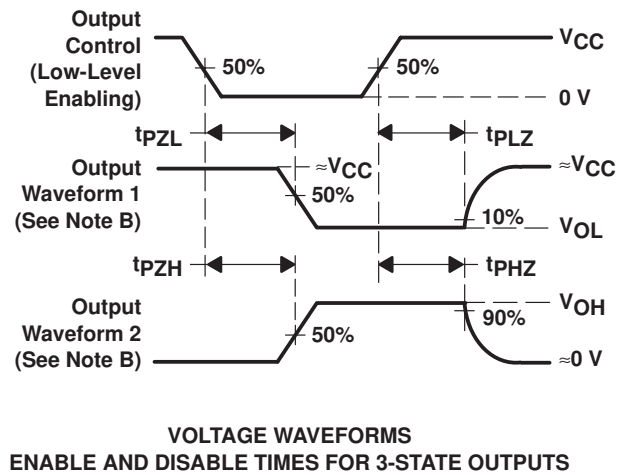 Output
Control
(Low-Level
Enabling)
50%
50%
VCC
0 V
tPZL
tPLZ
Output
Waveform 1
(See Note B)
≈VCC
50%
≈VCC
10%
VOL
tPZH
tPHZ
Output
Waveform 2
(See Note B)
50%
VOH
90%
≈0 V
VOLTAGE WAVEFORMS
ENABLE AND DISABLE TIMES FOR 3-STATE OUTPUTS